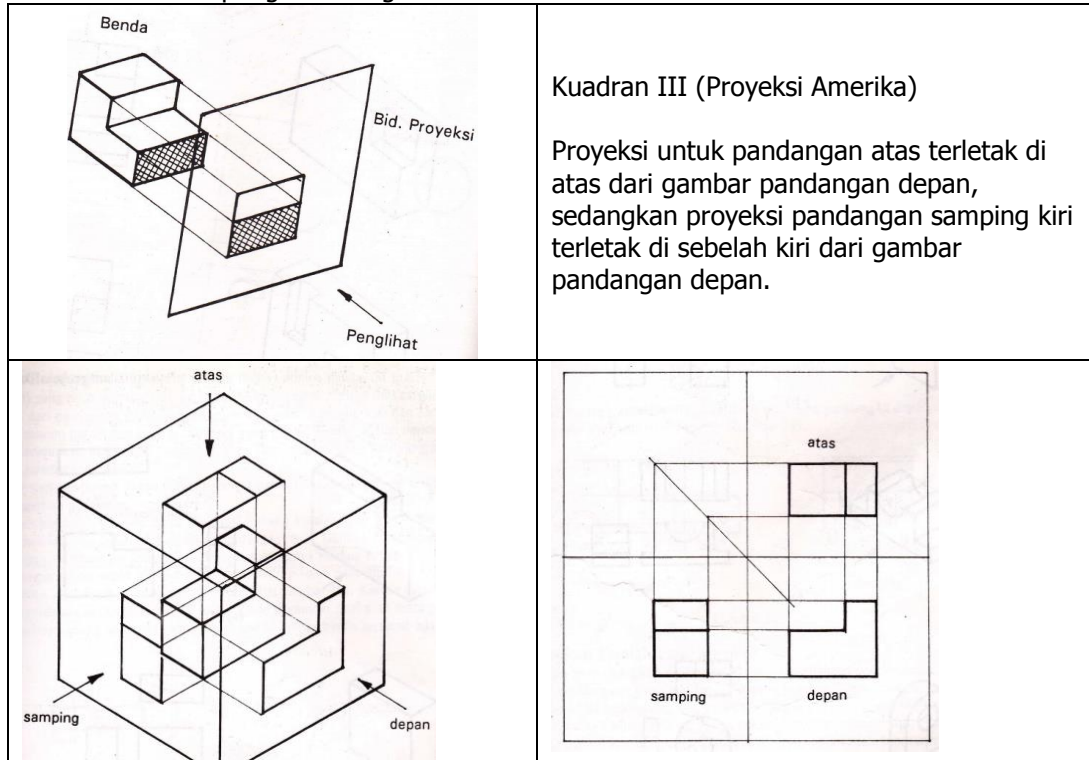 Benda
Bid. Proyeksi
Penglihat
Kuadran III (Proyeksi Amerika)
Proyeksi untuk pandangan atas terletak di
atas dari gambar pandangan depan,
sedangkan proyeksi pandangan samping kiri
terletak di sebelah kiri dari gambar
pandangan depan.
atas
samping
depan
atas
samping
depan